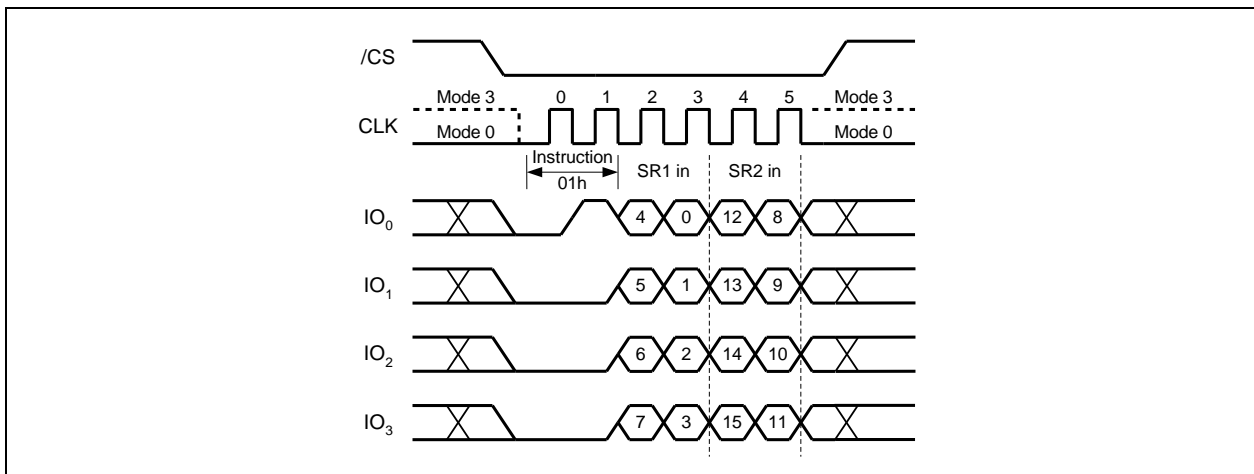 /CS
Mode 3 0 1 2 3 4 5 Mode 3
CLK Mode 0 Mode 0
Instruction SR1 in SR2 in
01h
IO0 4 0 12 8
IO1 5 1 13 9
IO2 6 2 14 10
IO3 7 3 15 11